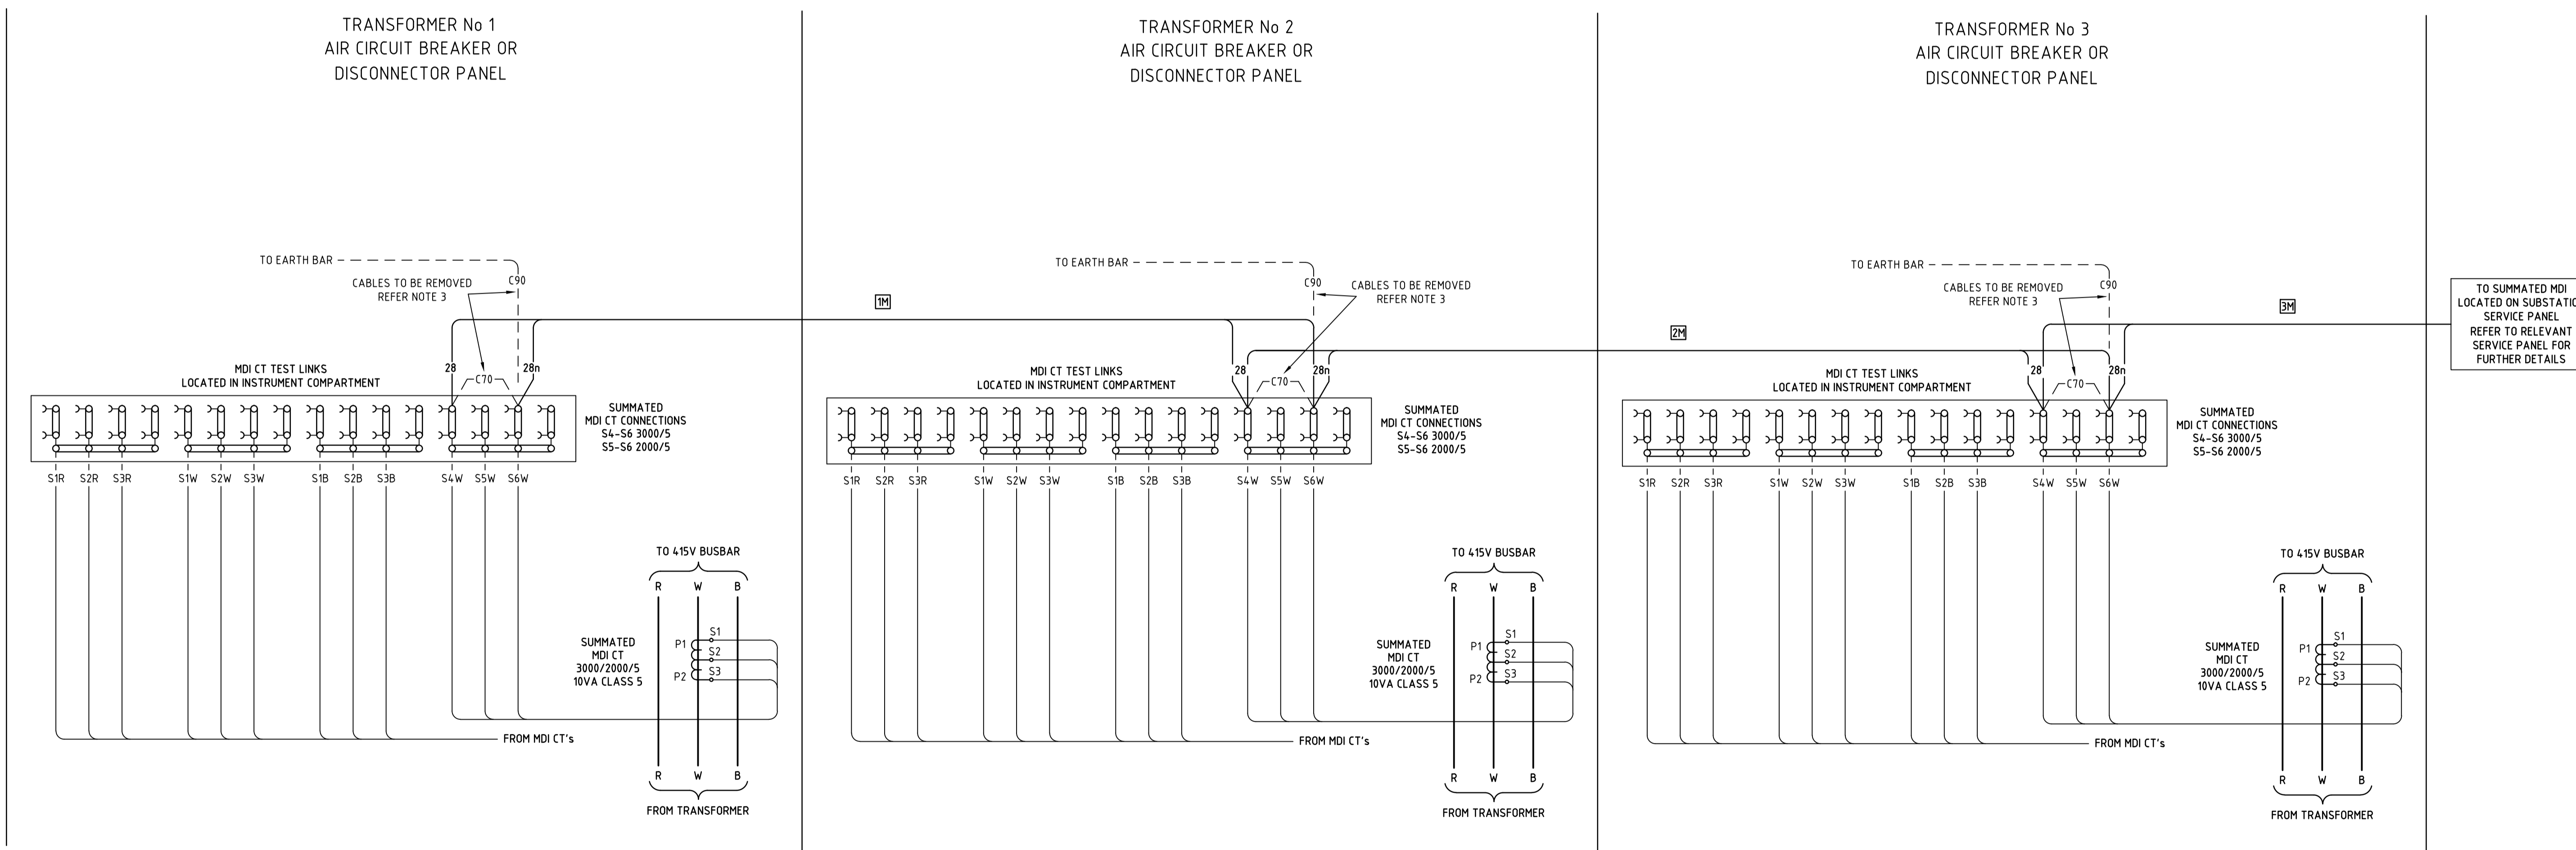 TRANSFORMER No 1
AIR CIRCUIT BREAKER OR
DISCONNECTOR PANEL
TO EARTH BAR
C90
CABLES TO BE REMOVED
REFER NOTE 3
1M
28
28n
C70
MDI CT TEST LINKS
LOCATED IN INSTRUMENT COMPARTMENT
SUMMATED
MDI CT CONNECTIONS
S4-S6 3000/5
S5-S6 2000/5
S1R S2R S3R S1W S2W S3W S1B S2B S3B S4W S5W S6W
TO 415V BUSBAR
R W B
SUMMATED
MDI CT
3000/2000/5
10VA CLASS 5
P1
P2
S1
S2
S3
FROM MDI CT's
R W B
FROM TRANSFORMER
TRANSFORMER No 2
AIR CIRCUIT BREAKER OR
DISCONNECTOR PANEL
TO EARTH BAR
C90
CABLES TO BE REMOVED
REFER NOTE 3
2M
28
28n
C70
MDI CT TEST LINKS
LOCATED IN INSTRUMENT COMPARTMENT
SUMMATED
MDI CT CONNECTIONS
S4-S6 3000/5
S5-S6 2000/5
S1R S2R S3R S1W S2W S3W S1B S2B S3B S4W S5W S6W
TO 415V BUSBAR
R W B
SUMMATED
MDI CT
3000/2000/5
10VA CLASS 5
P1
P2
S1
S2
S3
FROM MDI CT's
R W B
FROM TRANSFORMER
TRANSFORMER No 3
AIR CIRCUIT BREAKER OR
DISCONNECTOR PANEL
TO EARTH BAR
C90
CABLES TO BE REMOVED
REFER NOTE 3
3M
28
28n
C70
MDI CT TEST LINKS
LOCATED IN INSTRUMENT COMPARTMENT
SUMMATED
MDI CT CONNECTIONS
S4-S6 3000/5
S5-S6 2000/5
S1R S2R S3R S1W S2W S3W S1B S2B S3B S4W S5W S6W
TO 415V BUSBAR
R W B
SUMMATED
MDI CT
3000/2000/5
10VA CLASS 5
P1
P2
S1
S2
S3
FROM MDI CT's
R W B
FROM TRANSFORMER
TO SUMMATED MDI
LOCATED ON SUBSTATIO
SERVICE PANEL
REFER TO RELEVANT
SERVICE PANEL FOR
FURTHER DETAILS